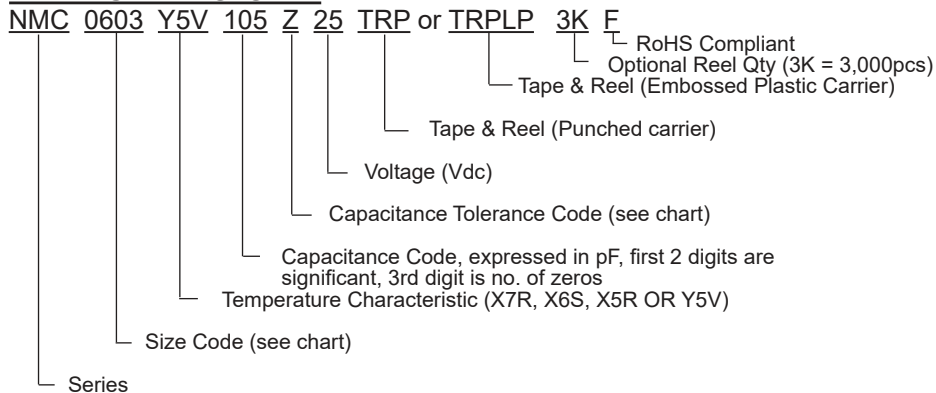 NMC 0603 Y5V 105 Z 25 TRP or TRPLP 3K F
RoHS Compliant
Optional Reel Qty (3K = 3,000pcs)
Tape & Reel (Embossed Plastic Carrier)
Tape & Reel (Punched carrier)
Voltage (Vdc)
Capacitance Tolerance Code (see chart)
Capacitance Code, expressed in pF, first 2 digits are
significant, 3rd digit is no. of zeros
Temperature Characteristic (X7R, X6S, X5R OR Y5V)
Size Code (see chart)
Series